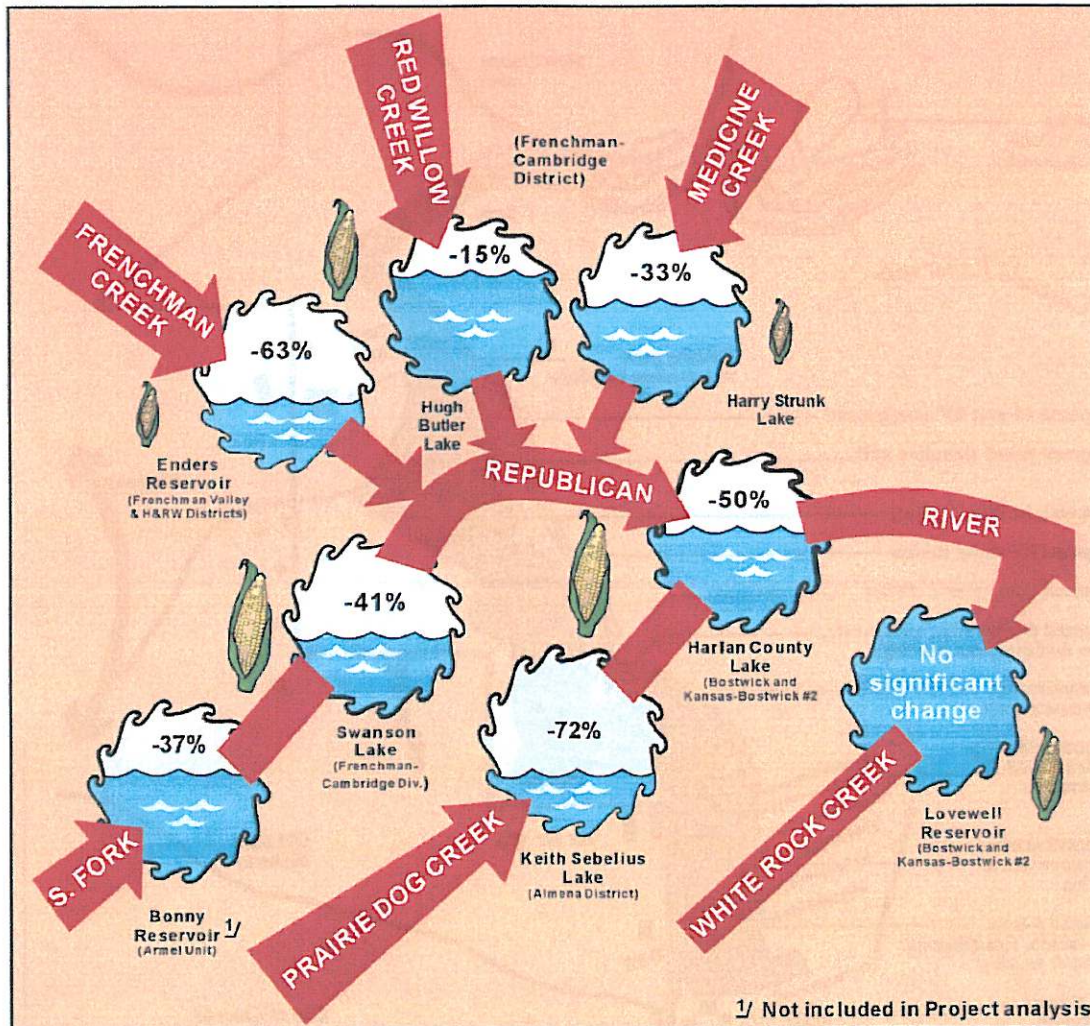 RED WILLOW
CREEK
(Frenchman-
Cambridge
District)
MEDICINE
CREEK
FRENCHMAN
CREEK
-15%
-33%
-63%
Hugh
Butler
Lake
Harry Strunk
Lake
Enders
Reservoir
(Frenchman Valley
& H&RW Districts)
REPUBLICAN
-50%
RIVER
-41%
Harlan County
Lake
(Bostwick and
Kansas-Bostwick #2
No
significant
change
-37%
Swanson
Lake
(Frenchman-
Cambridge Div.)
-72%
S. FORK
Bonny
Reservoir 1/
(Armel Unit)
PRAIRIE DOG CREEK
Keith Sebelius
Lake
(Almena District)
WHITE ROCK CREEK
Lovewell
Reservoir
(Bostwick and
Kansas-Bostwick #2
1/ Not included in Project analysis